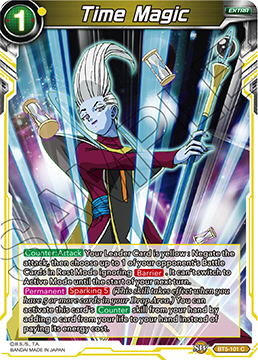 1
Time Magic
EXTRA
Counter:Attack Your Leader Card is yellow : Negate the
attack, then choose up to 1 of your opponent's Battle
Cards in Rest Mode ignoring Barrier. It can't switch to
Active Mode until the start of your next turn.
Permanent Sparking 5 (This skill takes effect when you
have 5 or more cards in your Drop Area.) You can
activate this card's Counter skill from your hand by
adding a card from your life to your hand instead of
paying its energy cost.
©B.S./S., T.A.
BANDAI MADE IN JAPAN
BT5-101 C